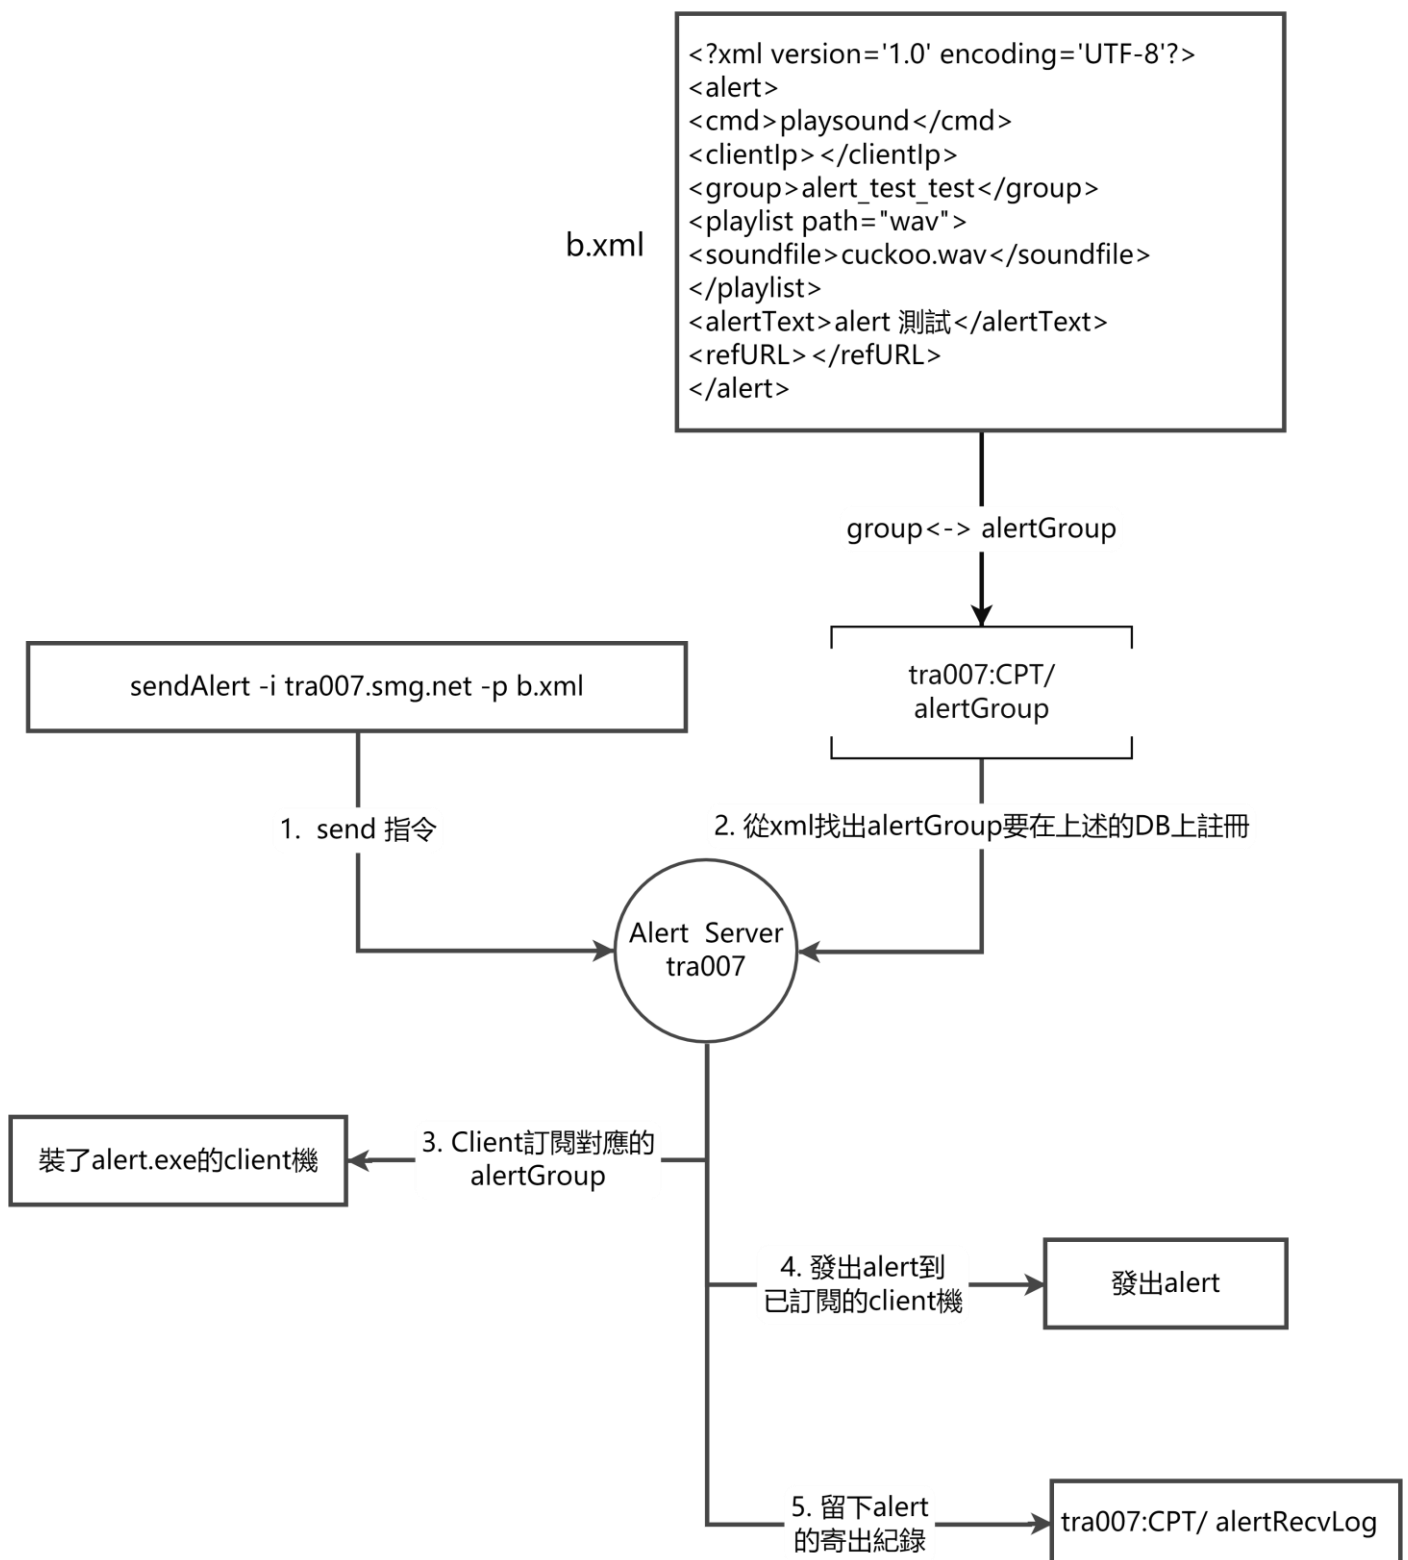 <?xml version='1.0' encoding='UTF-8'?>
<alert>
<cmd>playsound</cmd>
<clientIp></clientIp>
<group>alert_test_test</group>
<playlist path="wav">
b.xml
<soundfile>cuckoo.wav</soundfile>
</playlist>
<alertText>alert 測試</alertText>
<refURL></refURL>
</alert>
group<-> alertGroup
sendAlert -i tra007.smg.net -p b.xml
tra007:CPT/
alertGroup
1. send 指令
2. 從xml找出alertGroup要在上述的DB上註冊
Alert Server
tra007
裝了alert.exe的client機
3. Client訂閱對應的
alertGroup
4. 發出alert到
已訂閱的client機
發出alert
5. 留下alert
的寄出紀錄
tra007:CPT/ alertRecvLog